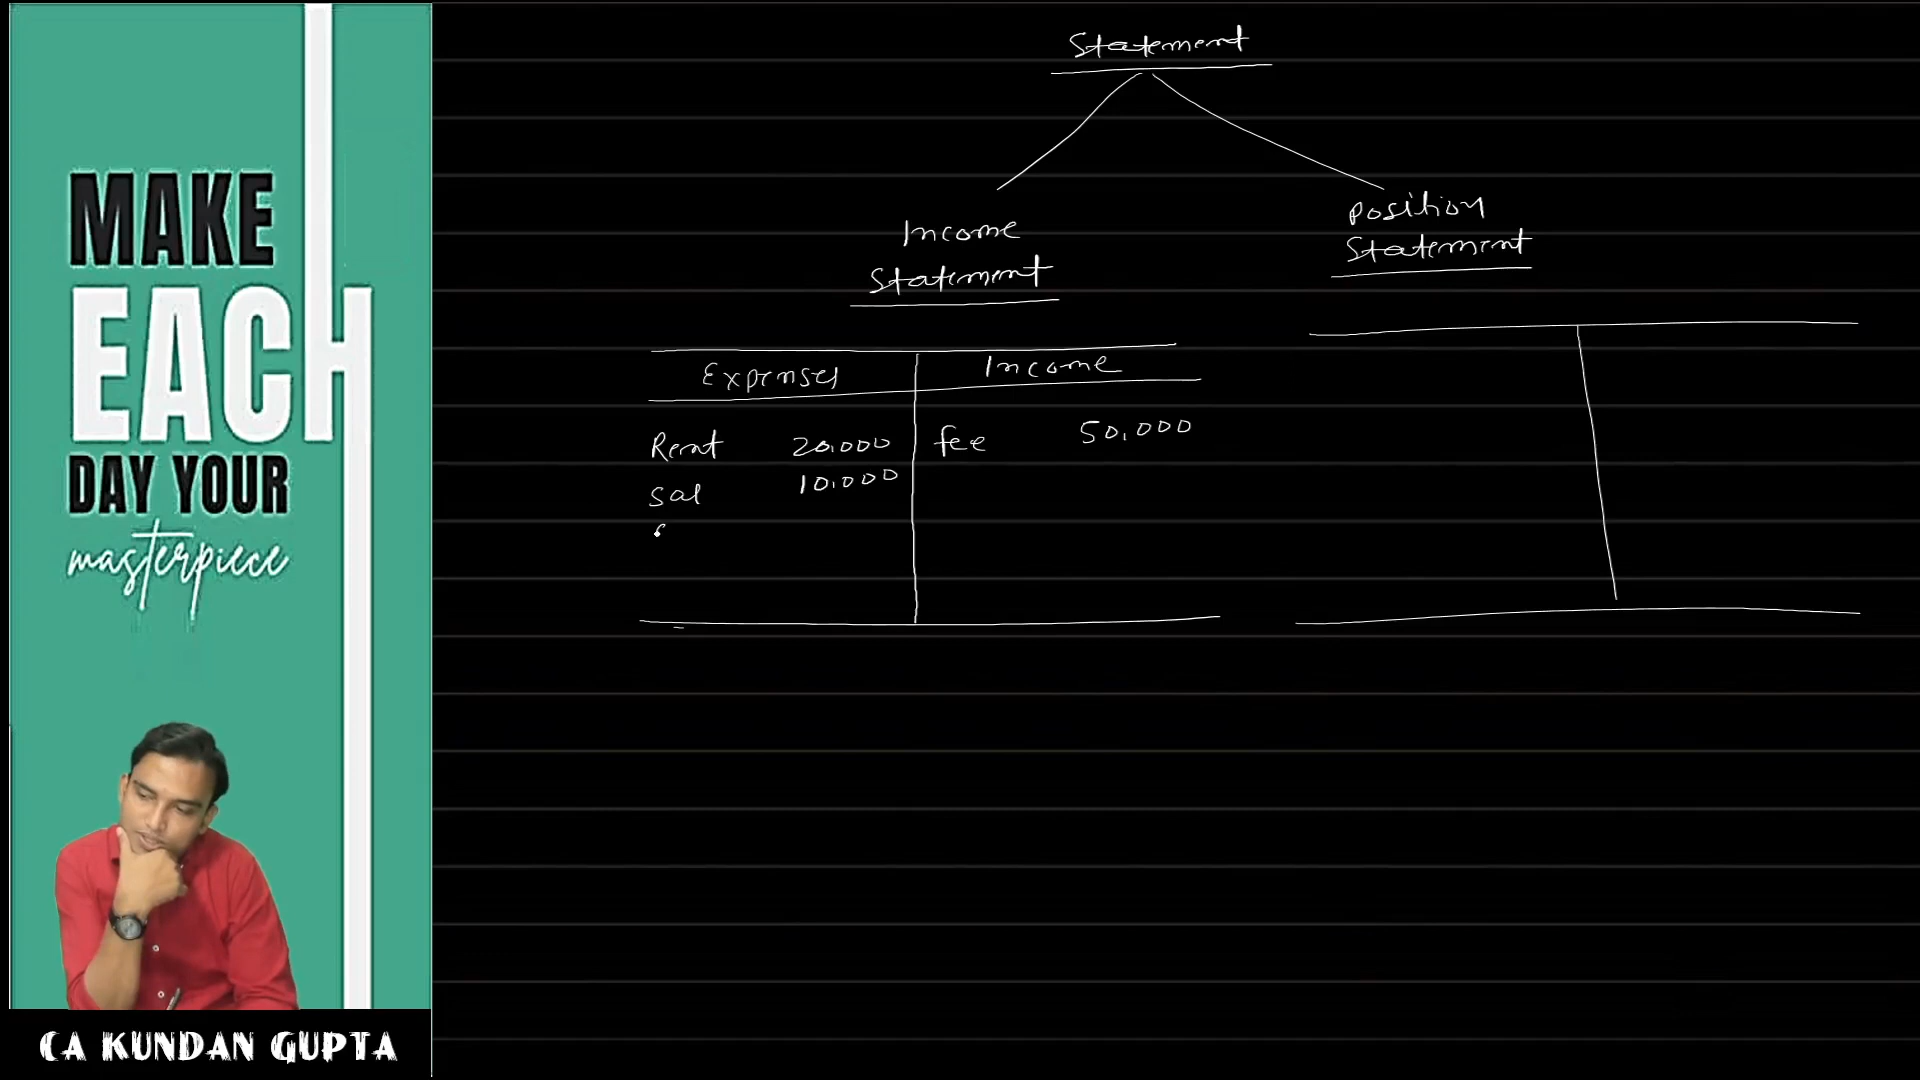 MAKE
EACH
DAY YOUR
masterpiece
CA KUNDAN GUPTA
Statement
Income
Statement
Position
Statement
Expenses Income
Rent 20,000 fee 50,000
Sal 10,000